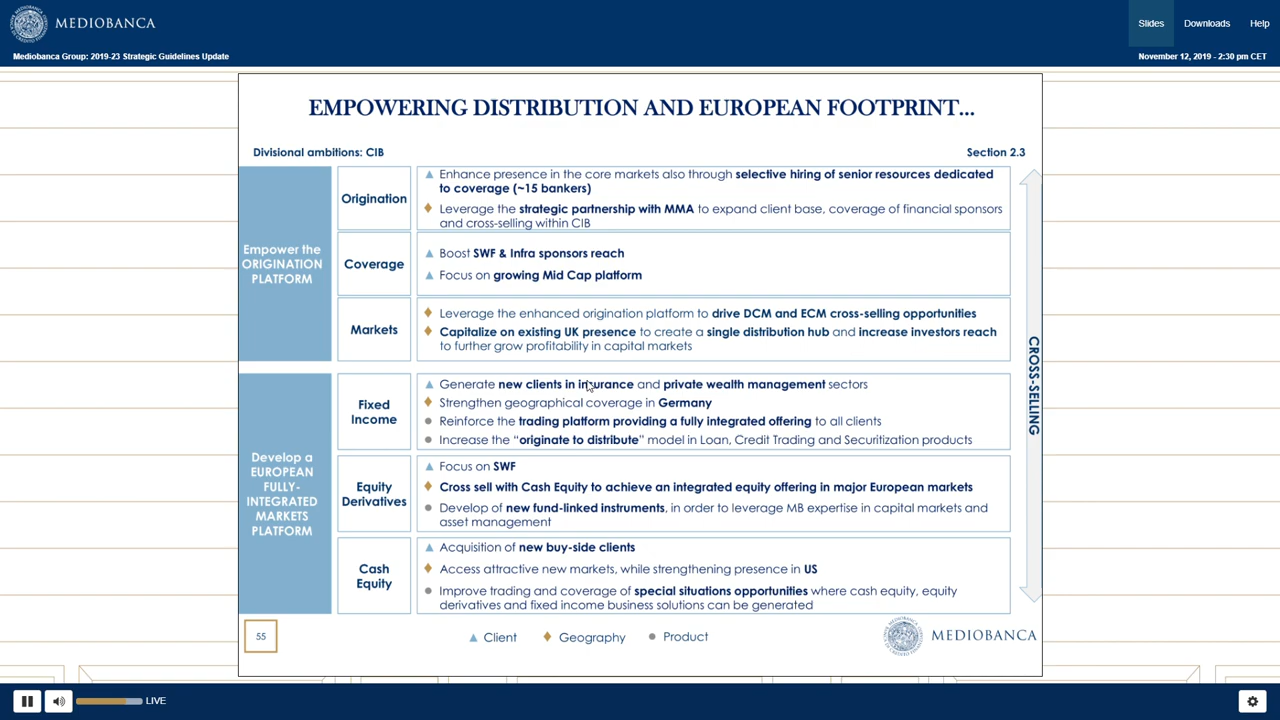 MEDIOBANCA
Slides
Downloads
Help
Mediobanca Group: 2019-23 Strategic Guidelines Update
November 12, 2019 - 2:30 pm CET
EMPOWERING DISTRIBUTION AND EUROPEAN FOOTPRINT...
Divisional ambitions: CIB
Section 2.3
Empower the
ORIGINATION
PLATFORM
Origination
Enhance presence in the core markets also through selective hiring of senior resources dedicated
to coverage (~15 bankers)
Leverage the strategic partnership with MMA to expand client base, coverage of financial sponsors
and cross-selling within CIB
Coverage
Boost SWF & Infra sponsors reach
Focus on growing Mid Cap platform
Markets
Leverage the enhanced origination platform to drive DCM and ECM cross-selling opportunities
Capitalize on existing UK presence to create a single distribution hub and increase investors reach
to further grow profitability in capital markets
Develop a
EUROPEAN
FULLY-
INTEGRATED
MARKETS
PLATFORM
Fixed
Income
Generate new clients in insurance and private wealth management sectors
Strengthen geographical coverage in Germany
Reinforce the trading platform providing a fully integrated offering to all clients
Increase the “originate to distribute” model in Loan, Credit Trading and Securitization products
Equity
Derivatives
Focus on SWF
Cross sell with Cash Equity to achieve an integrated equity offering in major European markets
Develop of new fund-linked instruments, in order to leverage MB expertise in capital markets and
asset management
Cash
Equity
Acquisition of new buy-side clients
Access attractive new markets, while strengthening presence in US
Improve trading and coverage of special situations opportunities where cash equity, equity
derivatives and fixed income business solutions can be generated
CROSS-SELLING
55
Client
Geography
Product
MEDIOBANCA
LIVE